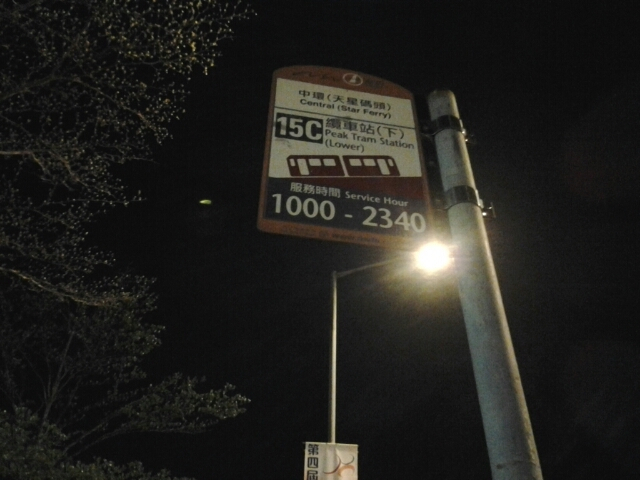 中環(天星碼頭)
Central (Star Ferry)
15C
纜車站(下)
Peak Tram Station
(Lower)
服務時間 Service Hour
1000 - 2340
第四屆